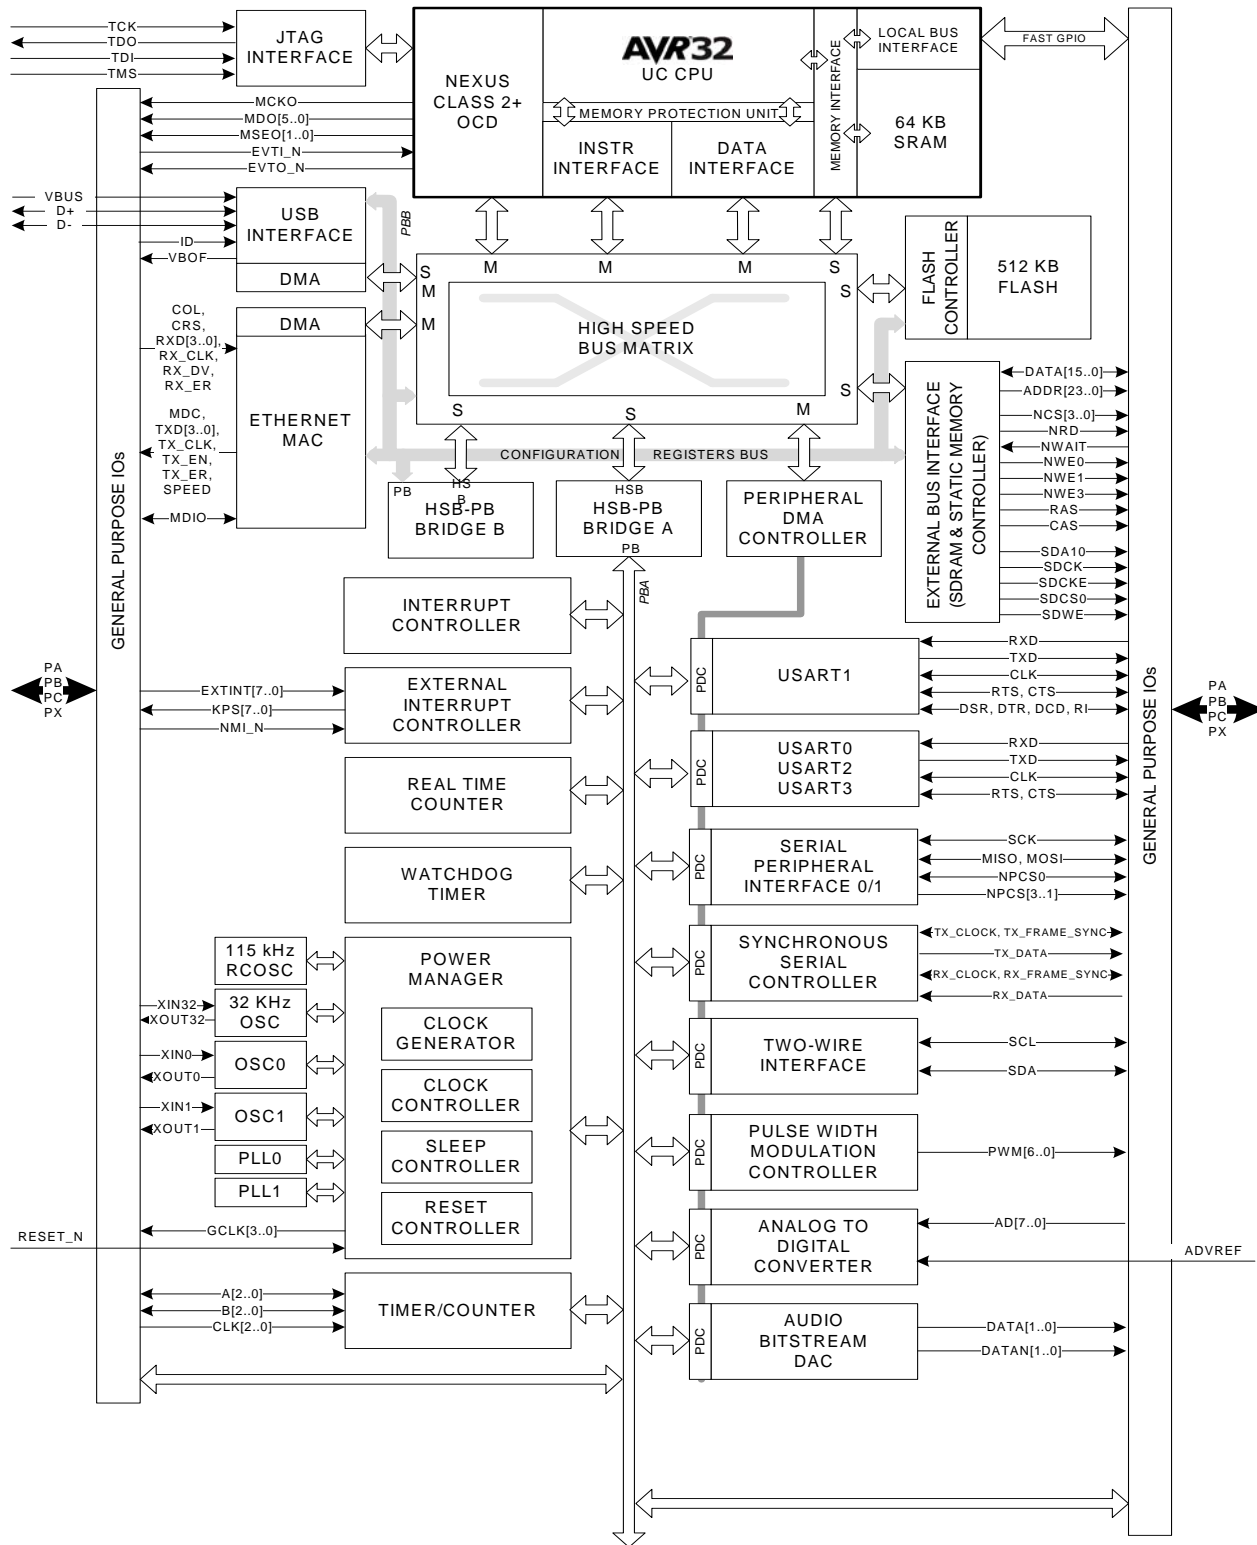 TCK
TDO
TDI
TMS
JTAG
INTERFACE
NEXUS
CLASS 2+
OCD
AVR32
UC CPU
MEMORY PROTECTION UNIT
INSTR
INTERFACE
DATA
INTERFACE
MEMORY INTERFACE
LOCAL BUS
INTERFACE
64 KB
SRAM
FAST GPIO
MCKO
MDO[5..0]
MSEO[1..0]
EVTI_N
EVTO_N
VBUS
D+
D-
ID
VBOF
USB
INTERFACE
DMA
PBB
S
M
M
M
M
M
S
S
S
S
S
M
HIGH SPEED
BUS MATRIX
FLASH
CONTROLLER
512 KB
FLASH
COL,
CRS,
RXD[3..0],
RX_CLK,
RX_DV,
RX_ER
MDC,
TXD[3..0],
TX_CLK,
TX_EN,
TX_ER,
SPEED
MDIO
DMA
ETHERNET
MAC
CONFIGURATION REGISTERS BUS
PB
HS
B
HSB-PB
BRIDGE B
HSB
HSB-PB
BRIDGE A
PB
PERIPHERAL
DMA
CONTROLLER
EXTERNAL BUS INTERFACE
(SDRAM & STATIC MEMORY
CONTROLLER)
DATA[15..0]
ADDR[23..0]
NCS[3..0]
NRD
NWAIT
NWE0
NWE1
NWE3
RAS
CAS
SDA10
SDCK
SDCKE
SDCS0
SDWE
GENERAL PURPOSE IOs
PA
PB
PC
PX
PBA
INTERRUPT
CONTROLLER
EXTINT[7..0]
KPS[7..0]
NMI_N
EXTERNAL
INTERRUPT
CONTROLLER
REAL TIME
COUNTER
WATCHDOG
TIMER
115 kHz
RCOSC
XIN32
XOUT32
32 KHz
OSC
XIN0
XOUT0
OSC0
XIN1
XOUT1
OSC1
PLL0
PLL1
GCLK[3..0]
RESET_N
POWER
MANAGER
CLOCK
GENERATOR
CLOCK
CONTROLLER
SLEEP
CONTROLLER
RESET
CONTROLLER
A[2..0]
B[2..0]
CLK[2..0]
TIMER/COUNTER
PDC
USART1
RXD
TXD
CLK
RTS, CTS
DSR, DTR, DCD, RI
PDC
USART0
USART2
USART3
RXD
TXD
CLK
RTS, CTS
PDC
SERIAL
PERIPHERAL
INTERFACE 0/1
SCK
MISO, MOSI
NPCS0
NPCS[3..1]
PDC
SYNCHRONOUS
SERIAL
CONTROLLER
TX_CLOCK, TX_FRAME_SYNC
TX_DATA
RX_CLOCK, RX_FRAME_SYNC
RX_DATA
PDC
TWO-WIRE
INTERFACE
SCL
SDA
PDC
PULSE WIDTH
MODULATION
CONTROLLER
PWM[6..0]
PDC
ANALOG TO
DIGITAL
CONVERTER
AD[7..0]
ADVREF
PDC
AUDIO
BITSTREAM
DAC
DATA[1..0]
DATAN[1..0]
GENERAL PURPOSE IOs
PA
PB
PC
PX